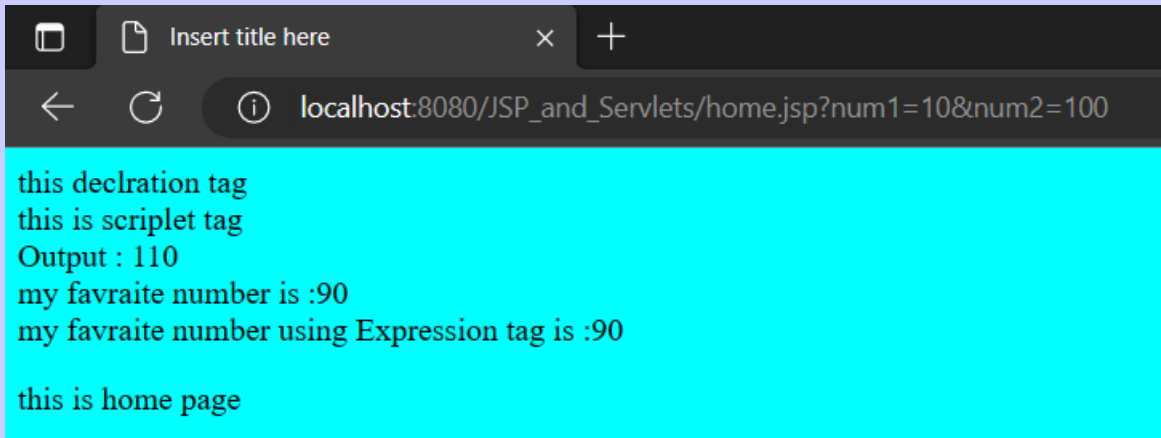 Insert title here
localhost:8080/JSP_and_Servlets/home.jsp?num1=10&num2=100
this declration tag
this is scriplet tag
Output : 110
my favraite number is :90
my favraite number using Expression tag is :90
this is home page